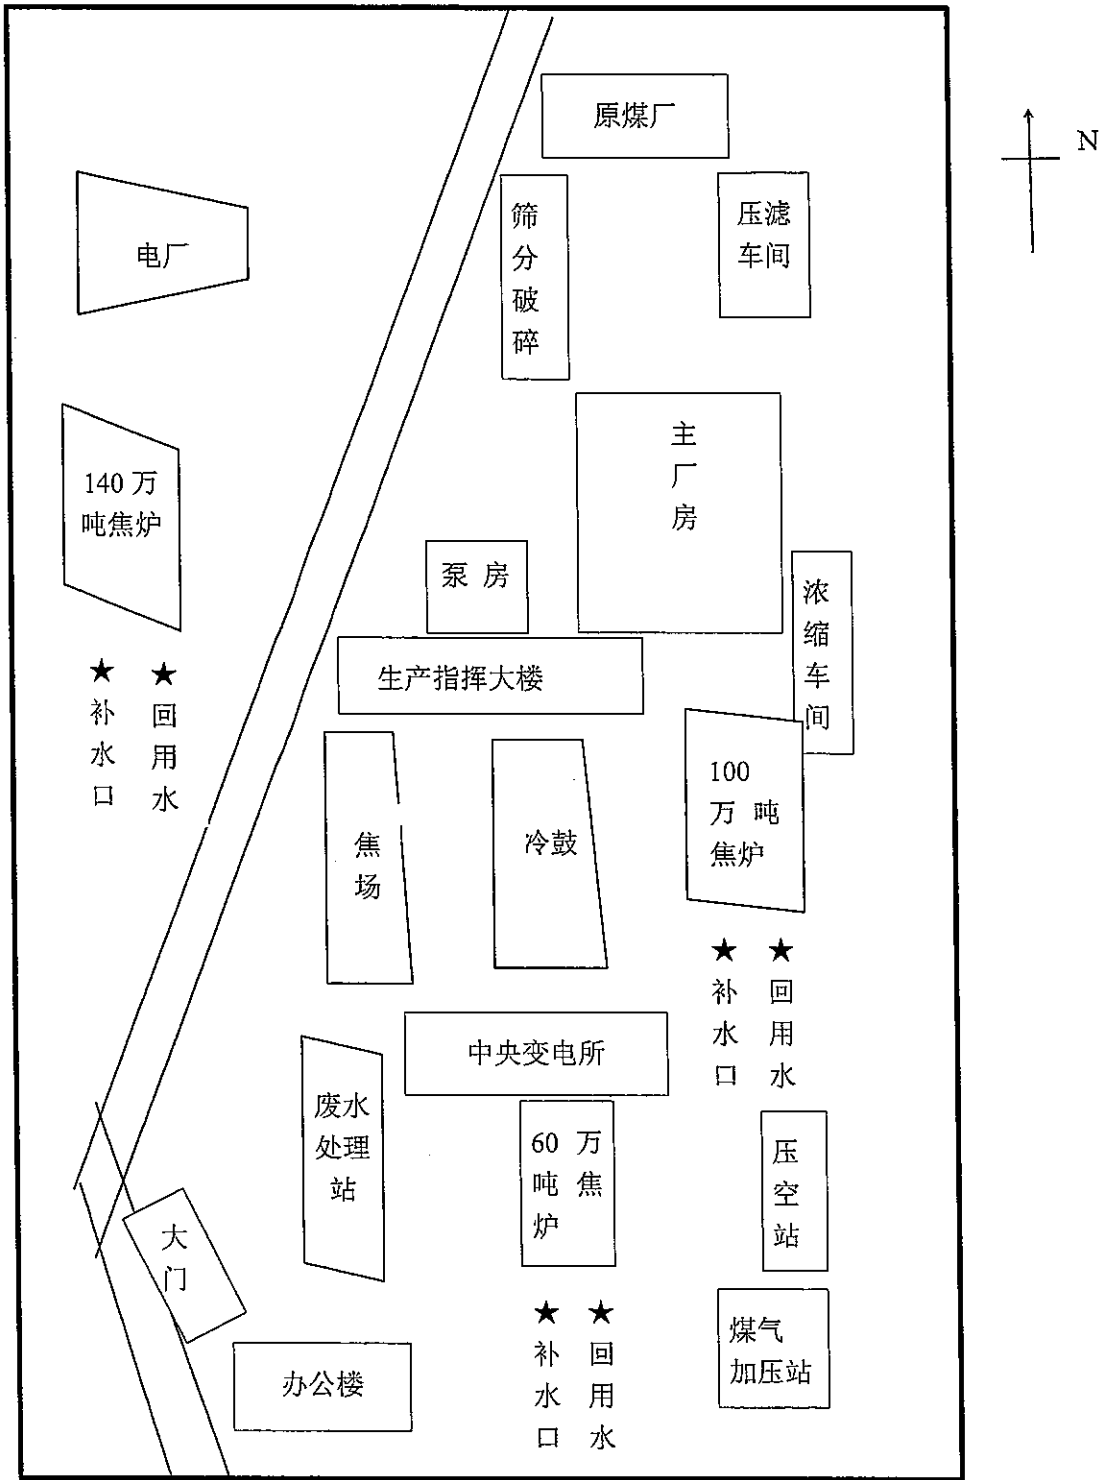 原煤厂
N
筛
分
破
碎
压滤
车间
电厂
主
厂
房
140 万
吨焦炉
泵 房
浓
缩
车
间
生产指挥大楼
★
补
水
口
★
回
用
水
100
万 吨
焦炉
焦
场
冷鼓
★
补
水
口
★
回
用
水
中央变电所
废水
处理
站
60 万
吨 焦
炉
压
空
站
大
门
★
补
水
口
★
回
用
水
煤气
加压站
办公楼